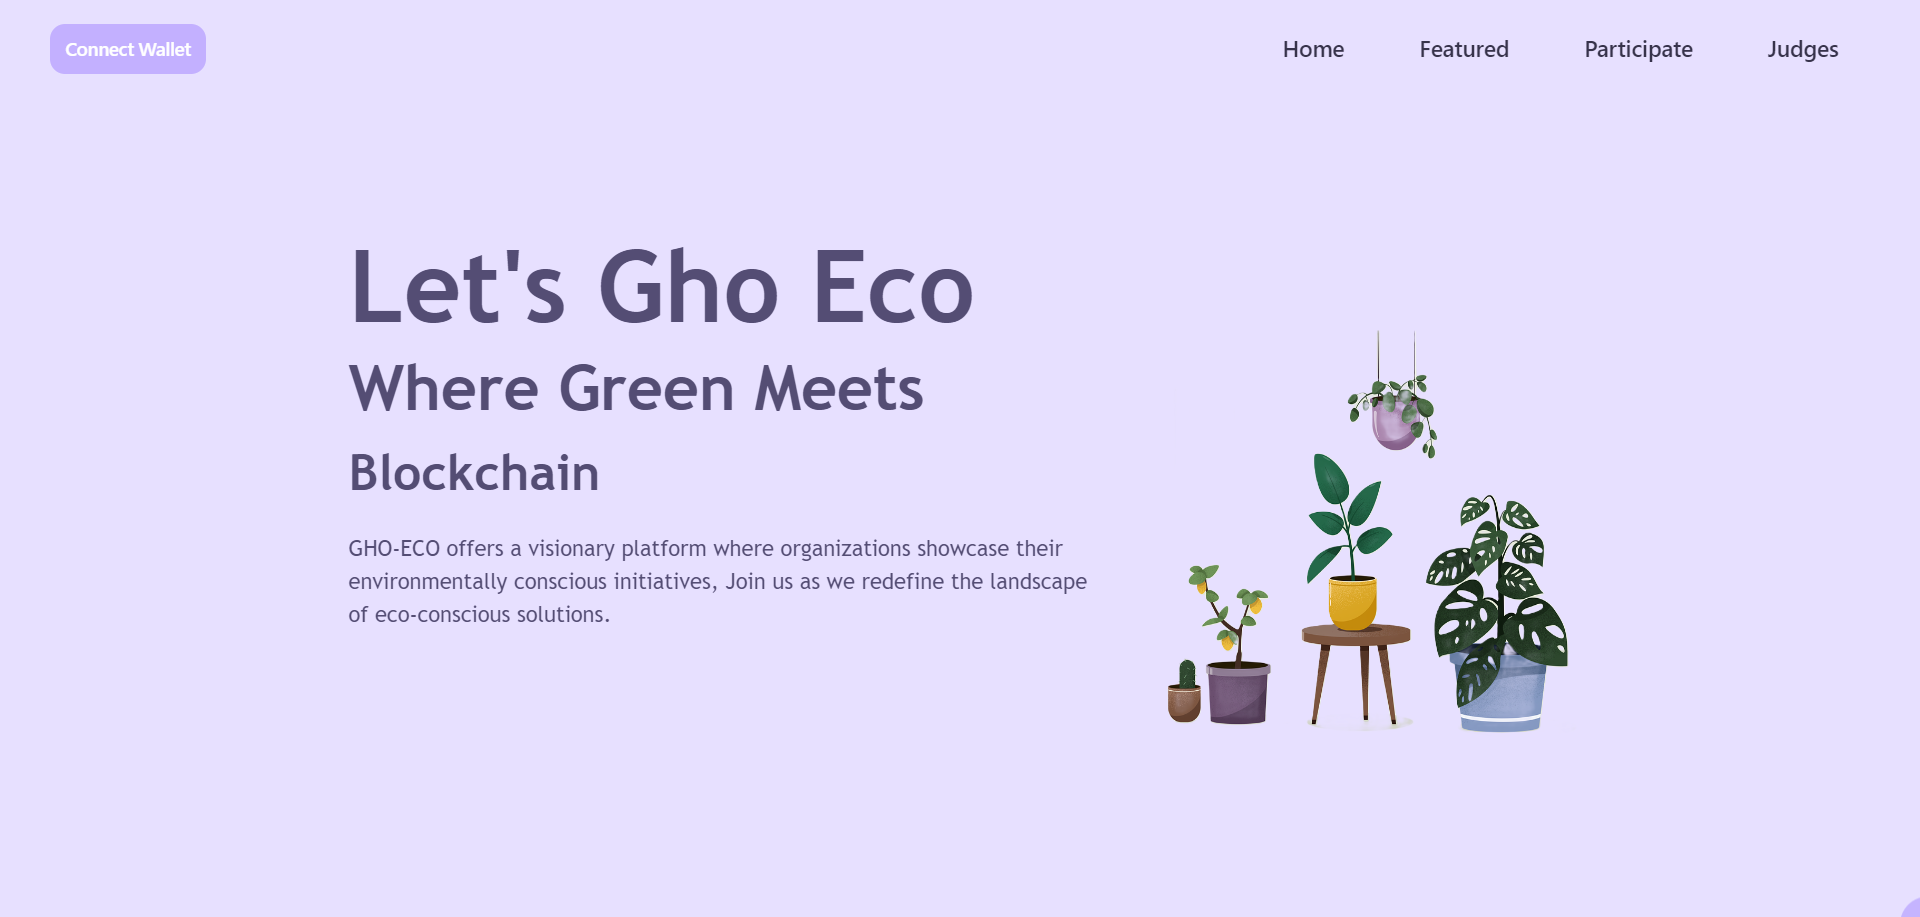 Connect Wallet
Home
Featured
Participate
Judges
Let's Gho Eco
Where Green Meets
Blockchain
GHO-ECO offers a visionary platform where organizations showcase their
environmentally conscious initiatives, Join us as we redefine the landscape
of eco-conscious solutions.